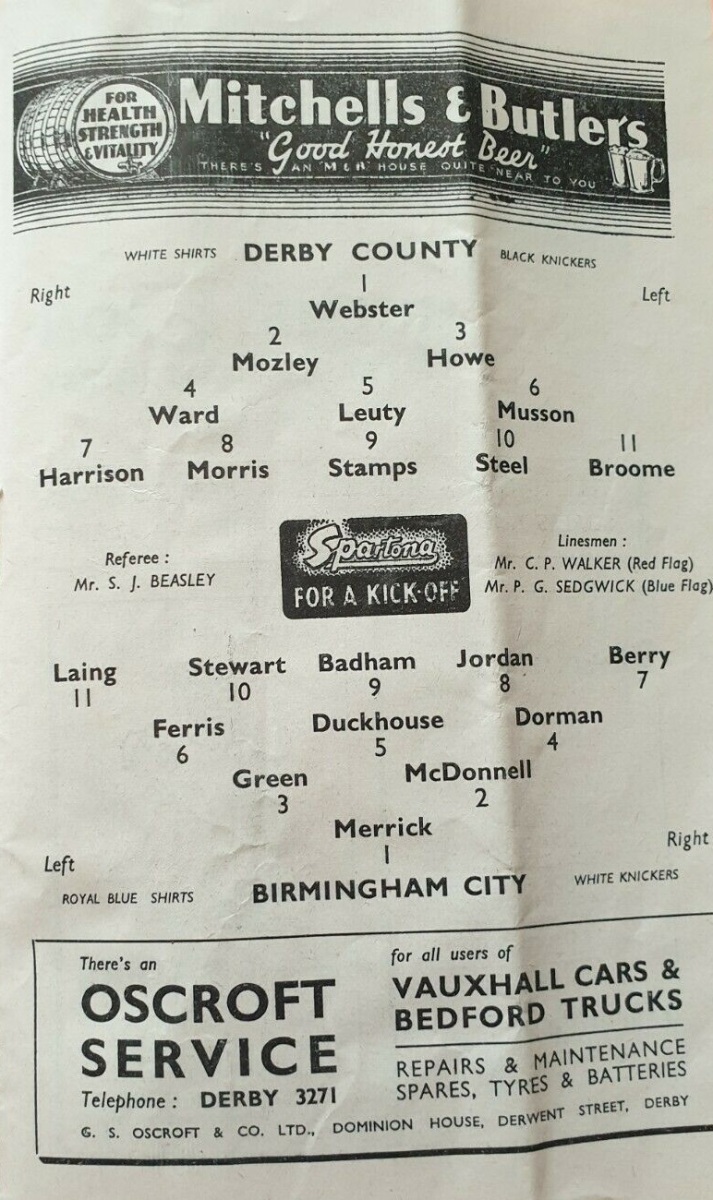 FOR
HEALTH
STRENGTH
& VITALITY
Mitchells & Butler's
"Good Honest Beer"
THERE'S AN M & B HOUSE QUITE NEAR TO YOU
WHITE SHIRTS DERBY COUNTY BLACK KNICKERS
Right Left
1
Webster
2 3
Mozley Howe
4 5 6
Ward Leuty Musson
7 8 9 10 11
Harrison Morris Stamps Steel Broome
Referee :
Mr. S. J. BEASLEY
Spartona
FOR A KICK-OFF
Linesmen :
Mr. C. P. WALKER (Red Flag)
Mr. P. G. SEDGWICK (Blue Flag)
Laing Stewart Badham Jordan Berry
11 10 9 8 7
Ferris Duckhouse Dorman
6 5 4
Green McDonnell
3 2
Merrick
1
Left Right
ROYAL BLUE SHIRTS BIRMINGHAM CITY WHITE KNICKERS
There's an
OSCROFT
SERVICE
Telephone : DERBY 3271
for all users of
VAUXHALL CARS &
BEDFORD TRUCKS
REPAIRS & MAINTENANCE
SPARES, TYRES & BATTERIES
G. S. OSCROFT & CO. LTD., DOMINION HOUSE, DERWENT STREET, DERBY